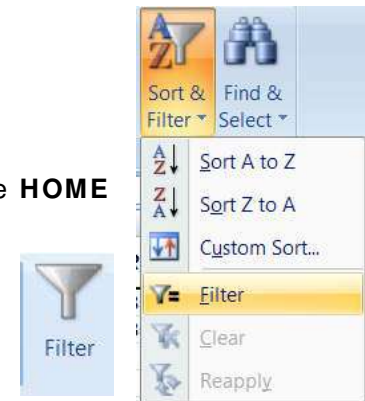 Sort & Find &
Filter Select
Sort A to Z
Sort Z to A
Custom Sort...
Filter
Clear
Reapply
HOME
Filter